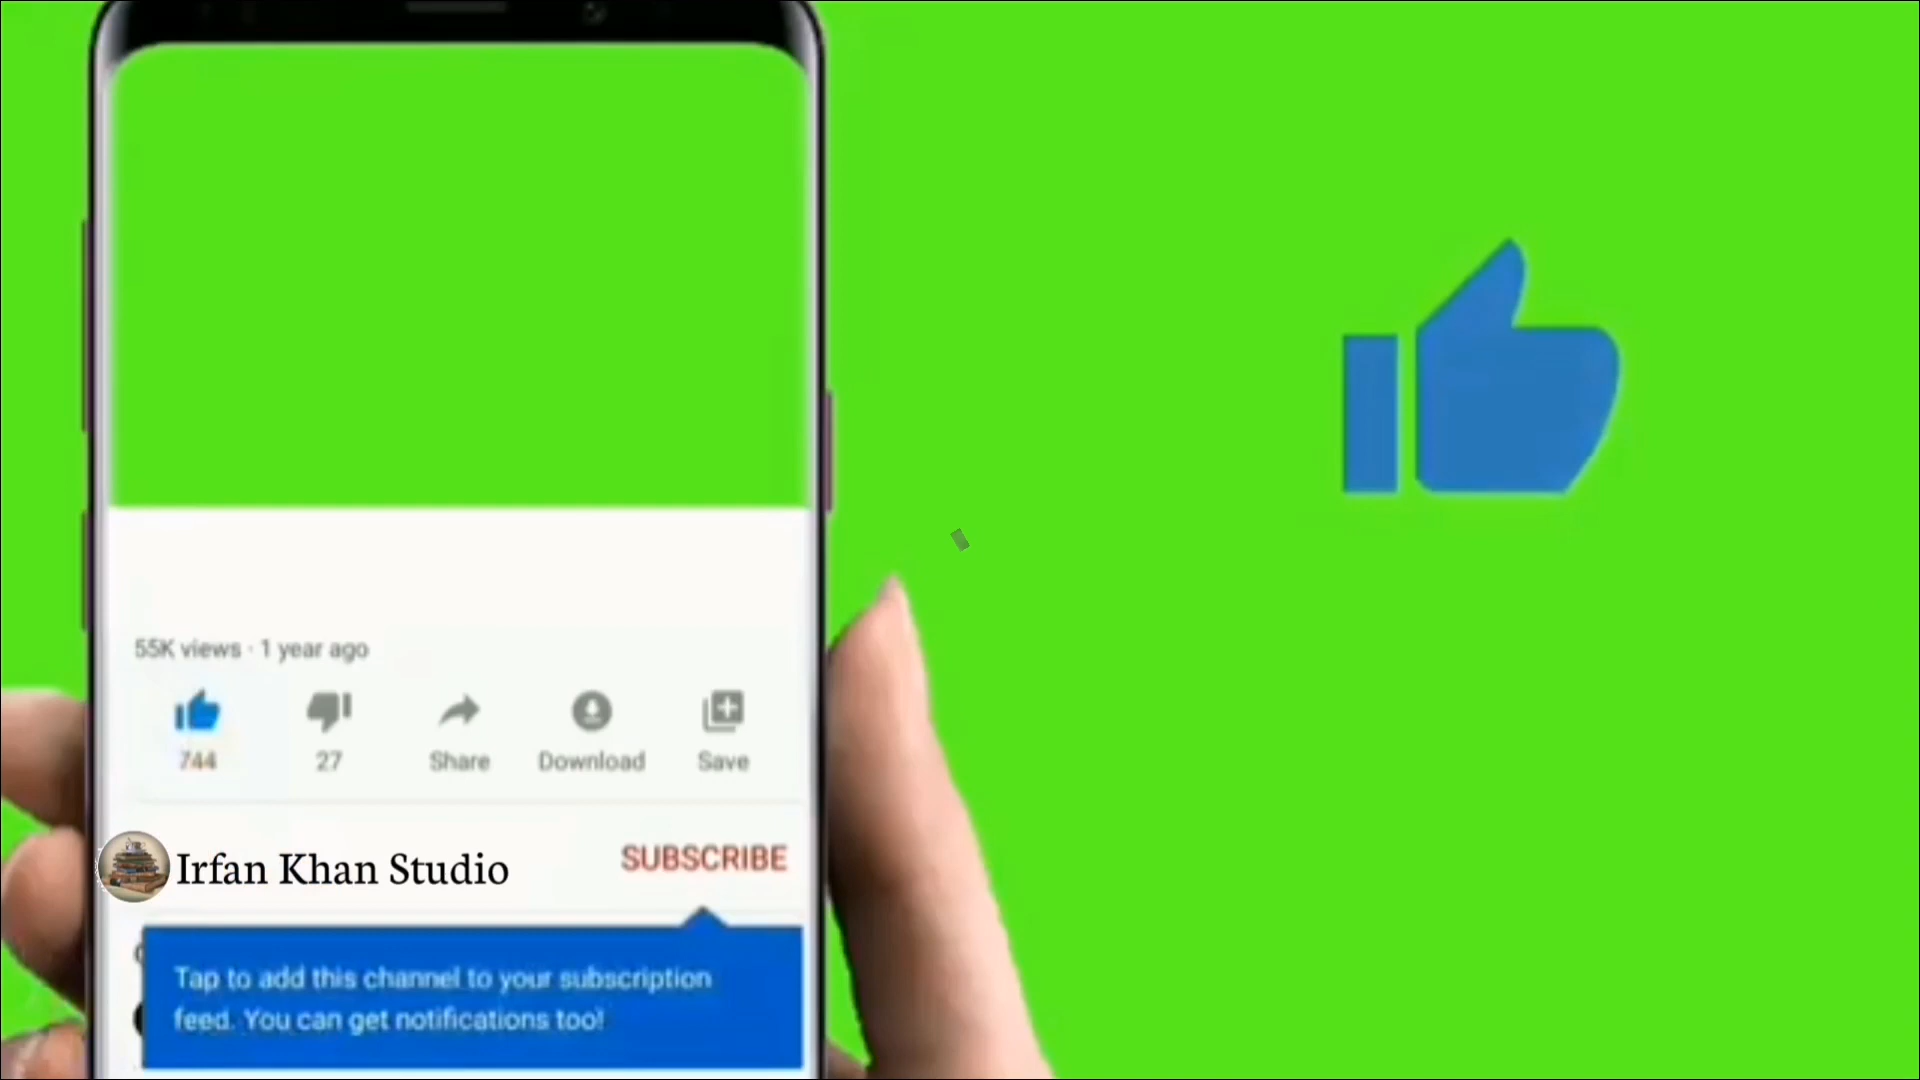 55K views · 1 year ago
744 27 Share Download Save
Irfan Khan Studio SUBSCRIBE
Tap to add this channel to your subscription
feed. You can get notifications too!